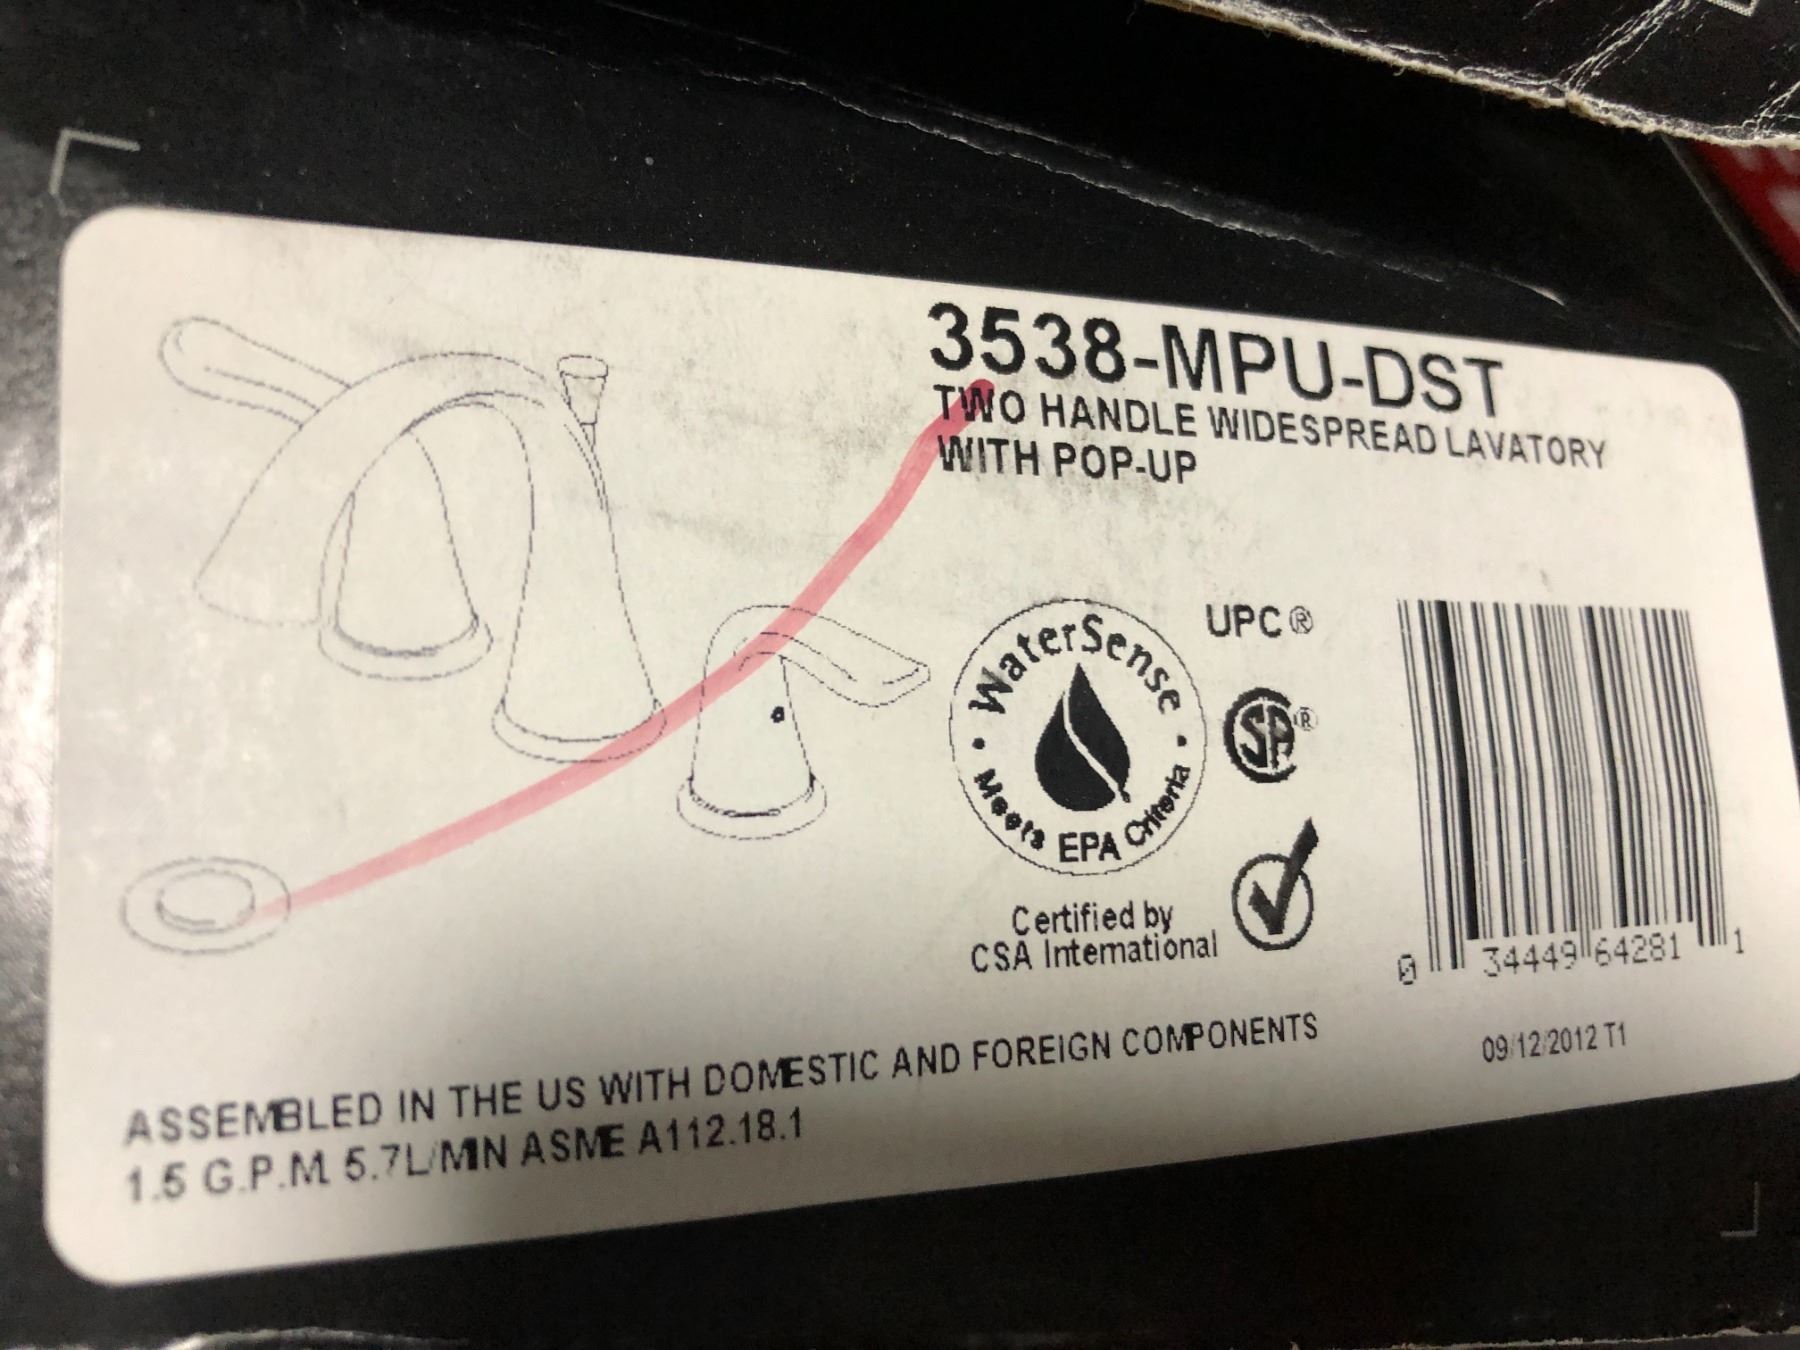 3538-MPU-DST
TWO HANDLE WIDESPREAD LAVATORY
WITH POP-UP
WaterSense
Meets EPA Criteria
UPC®
SA®
Certified by
CSA International
0 34449 64281 1
09/12/2012 T1
ASSEMBLED IN THE US WITH DOMESTIC AND FOREIGN COMPONENTS
1.5 G.P.M. 5.7L/MIN ASME A112.18.1